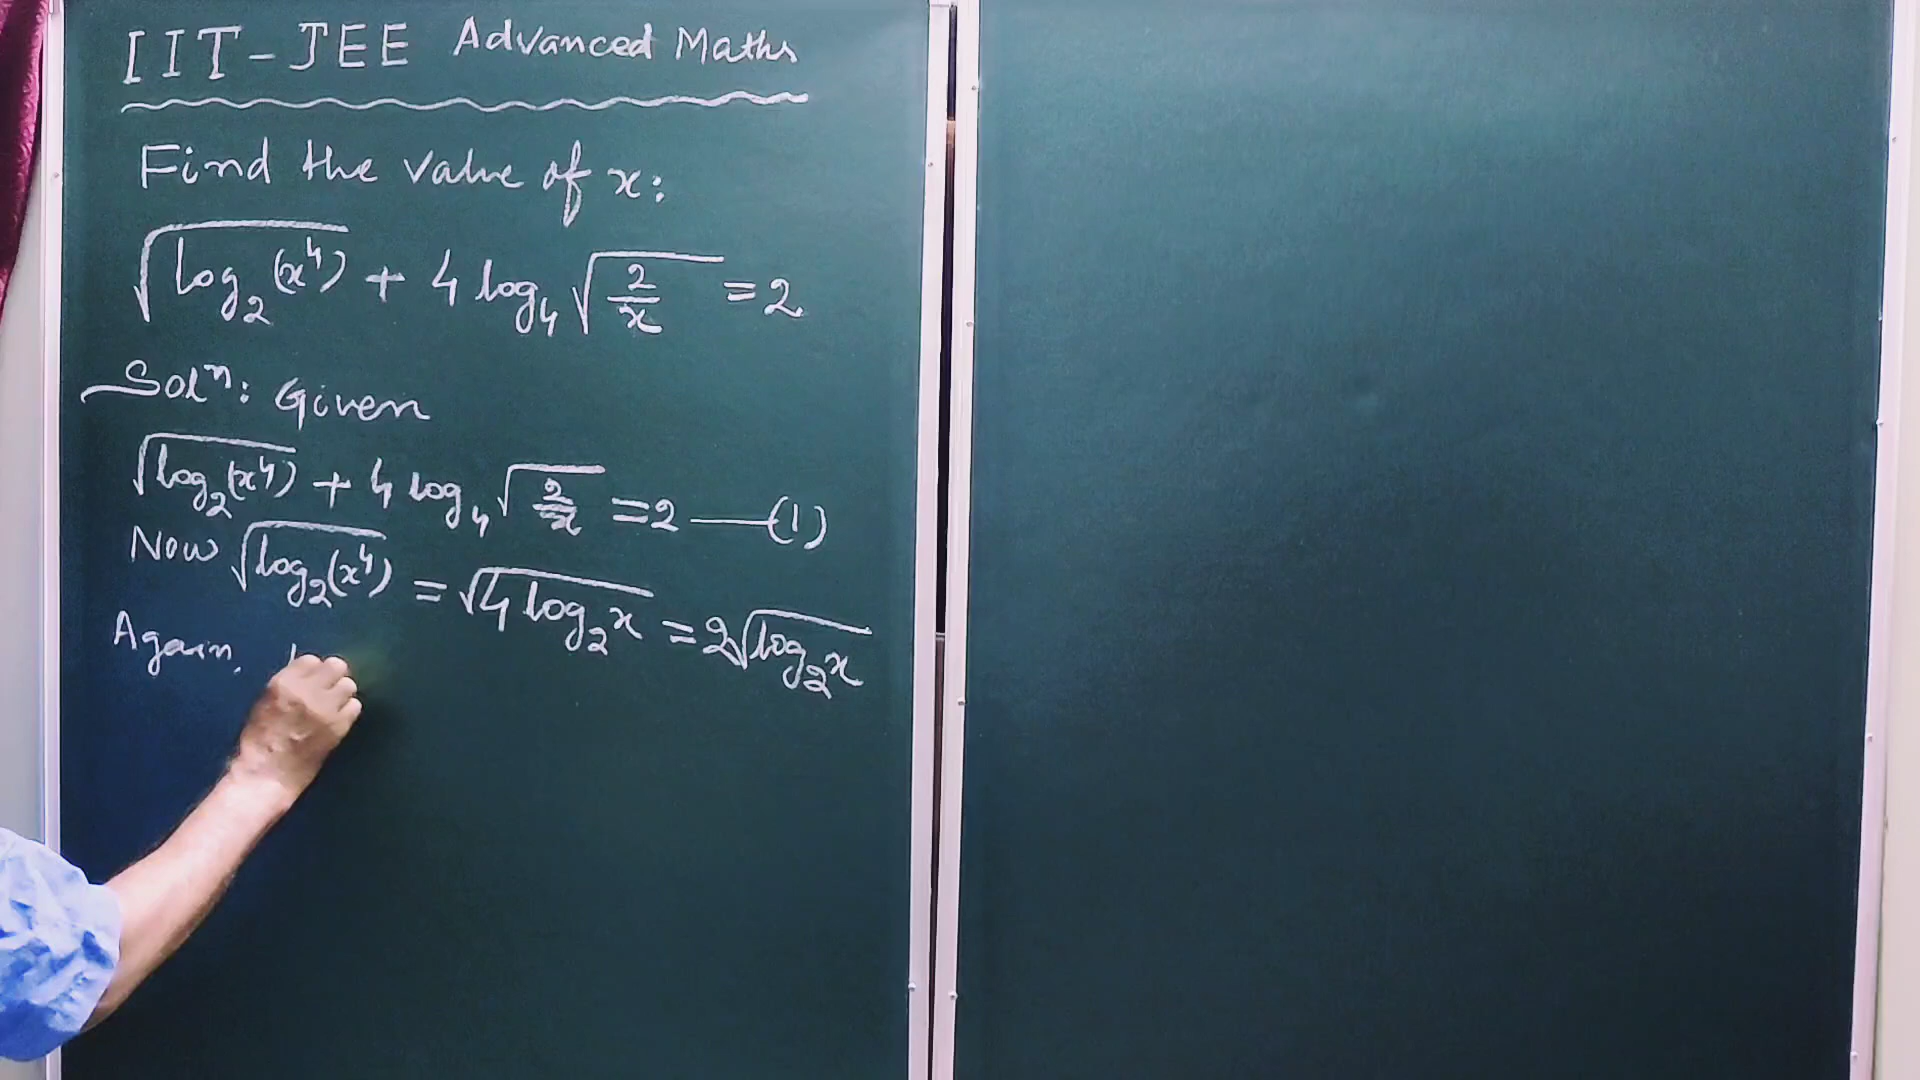 IIT-JEE Advanced Maths
Find the value of x:
√(log₂(x⁴)) + 4 log₄ √(2/x) = 2
Solⁿ: Given
√(log₂(x⁴)) + 4 log₄ √(2/x) = 2 —— (1)
Now √(log₂(x⁴)) = √(4 log₂x) = 2√(log₂x)
Again,